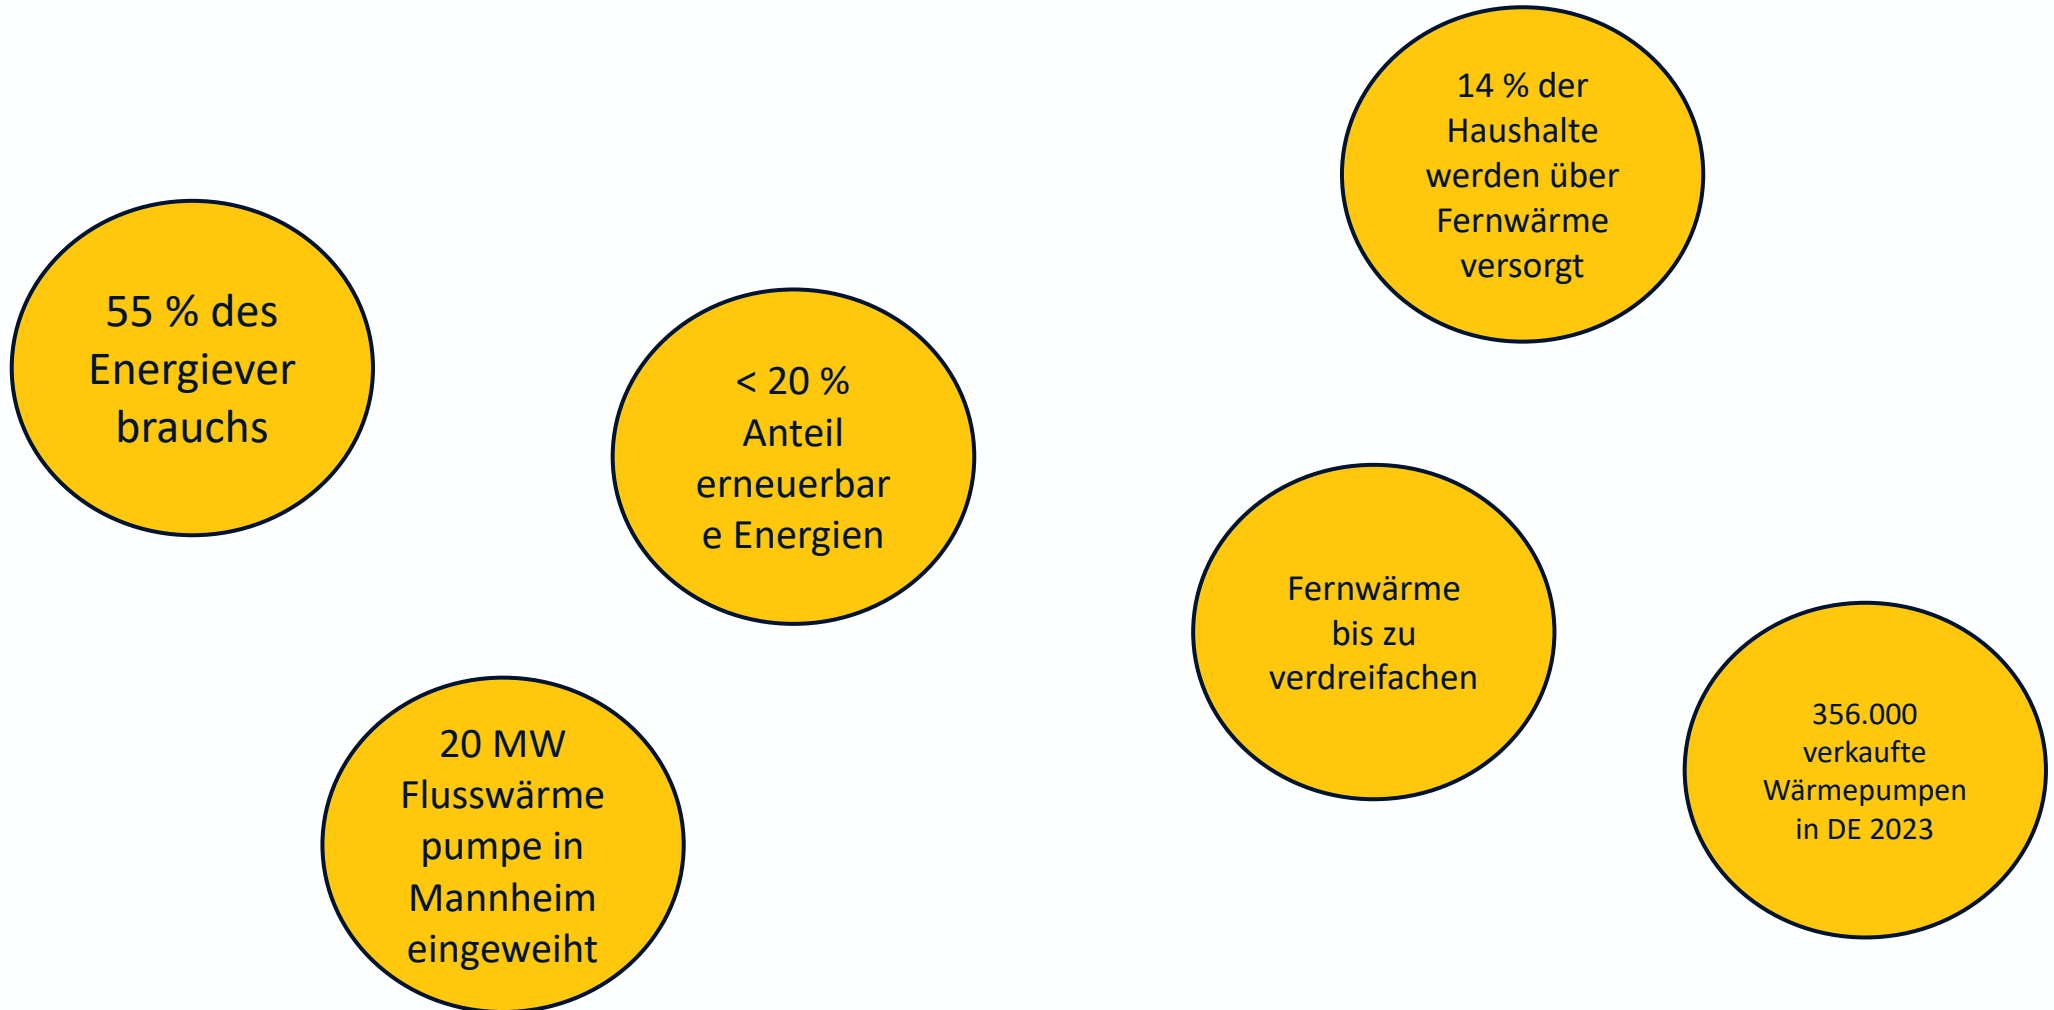 55 % des
Energiever
brauchs
< 20 %
Anteil
erneuerbar
e Energien
20 MW
Flusswärme
pumpe in
Mannheim
eingeweiht
14 % der
Haushalte
werden über
Fernwärme
versorgt
Fernwärme
bis zu
verdreifachen
356.000
verkaufte
Wärmepumpen
in DE 2023